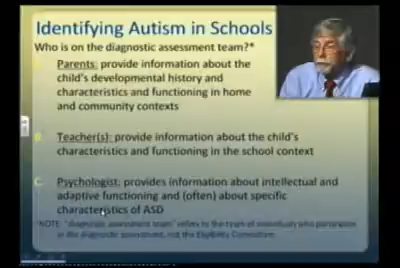 Identifying Autism in Schools
Who is on the diagnostic assessment team?*
Parents: provide information about the
child's developmental history and
characteristics and functioning in home
and community contexts
B. Teacher(s): provide information about the child's
characteristics and functioning in the school context
C. Psychologist: provides information about intellectual and
adaptive functioning and (often) about specific
characteristics of ASD
*NOTE: "diagnostic assessment team" refers to the team of individuals who participate
in the diagnostic assessment, not the Eligibility Committee